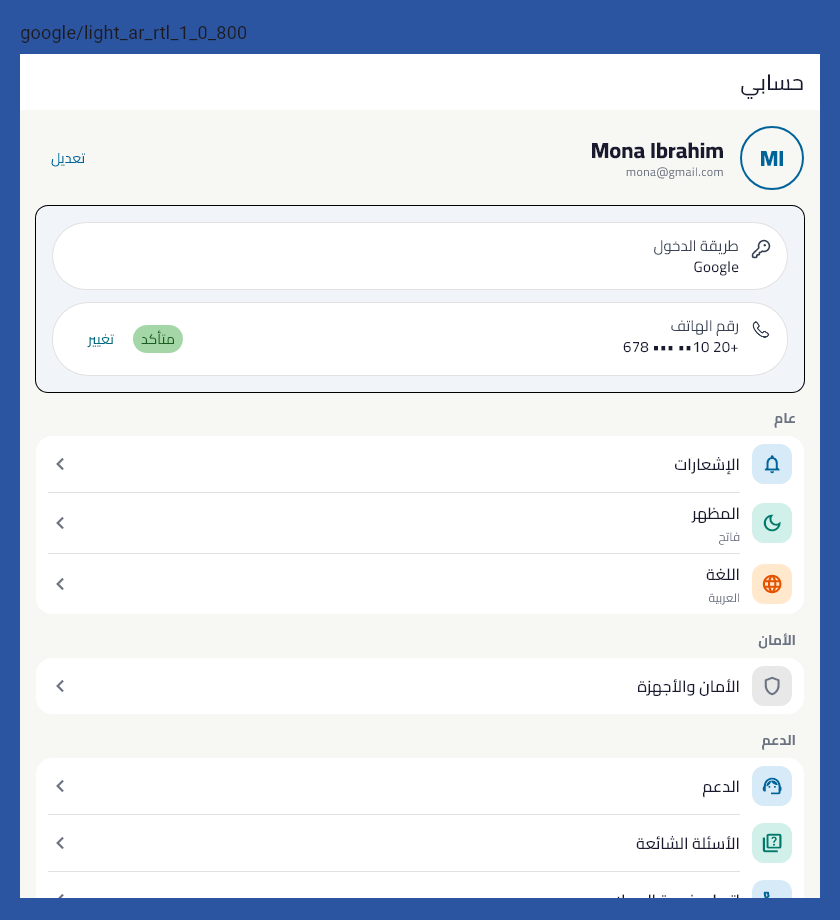 google/light_ar_rtl_1_0_800
حسابي
MI
Mona Ibrahim
mona@gmail.com
تعديل
طريقة الدخول
Google
رقم الهاتف
+20 10•• ••• 678
متأكد
تغيير
عام
الإشعارات
المظهر
فاتح
اللغة
العربية
الأمان
الأمان والأجهزة
الدعم
الدعم
الأسئلة الشائعة